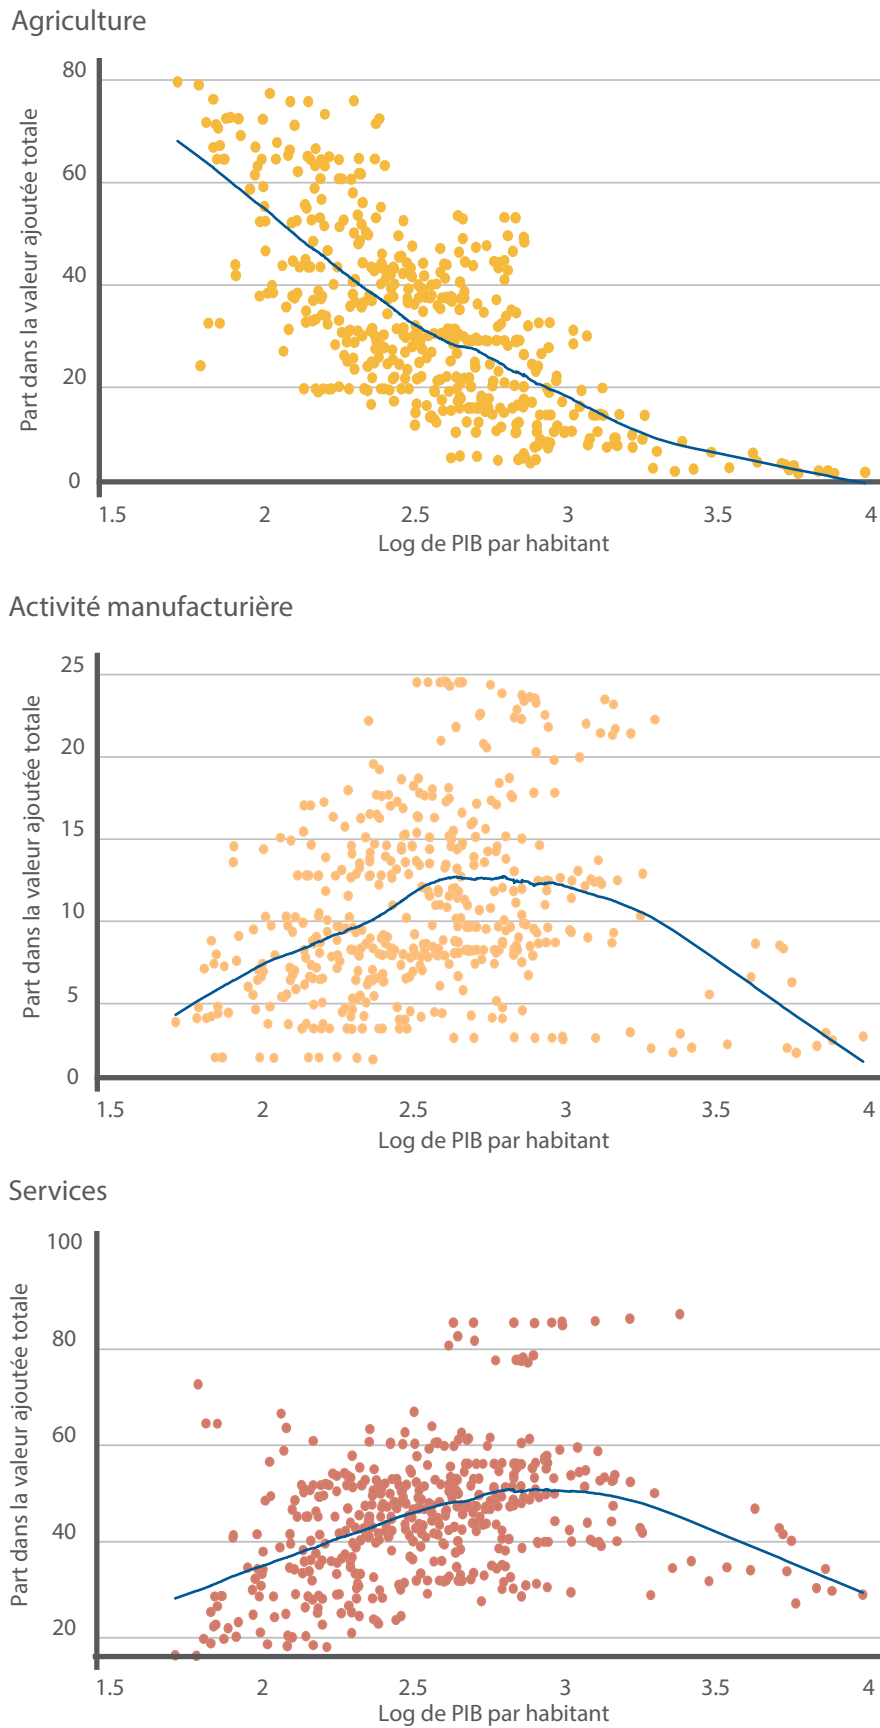 Agriculture
80
60
40
20
0
Part dans la valeur ajoutée totale
1.5 2 2.5 3 3.5 4
Log de PIB par habitant
Activité manufacturière
25
20
15
10
5
0
Part dans la valeur ajoutée totale
1.5 2 2.5 3 3.5 4
Log de PIB par habitant
Services
100
80
60
40
20
Part dans la valeur ajoutée totale
1.5 2 2.5 3 3.5 4
Log de PIB par habitant